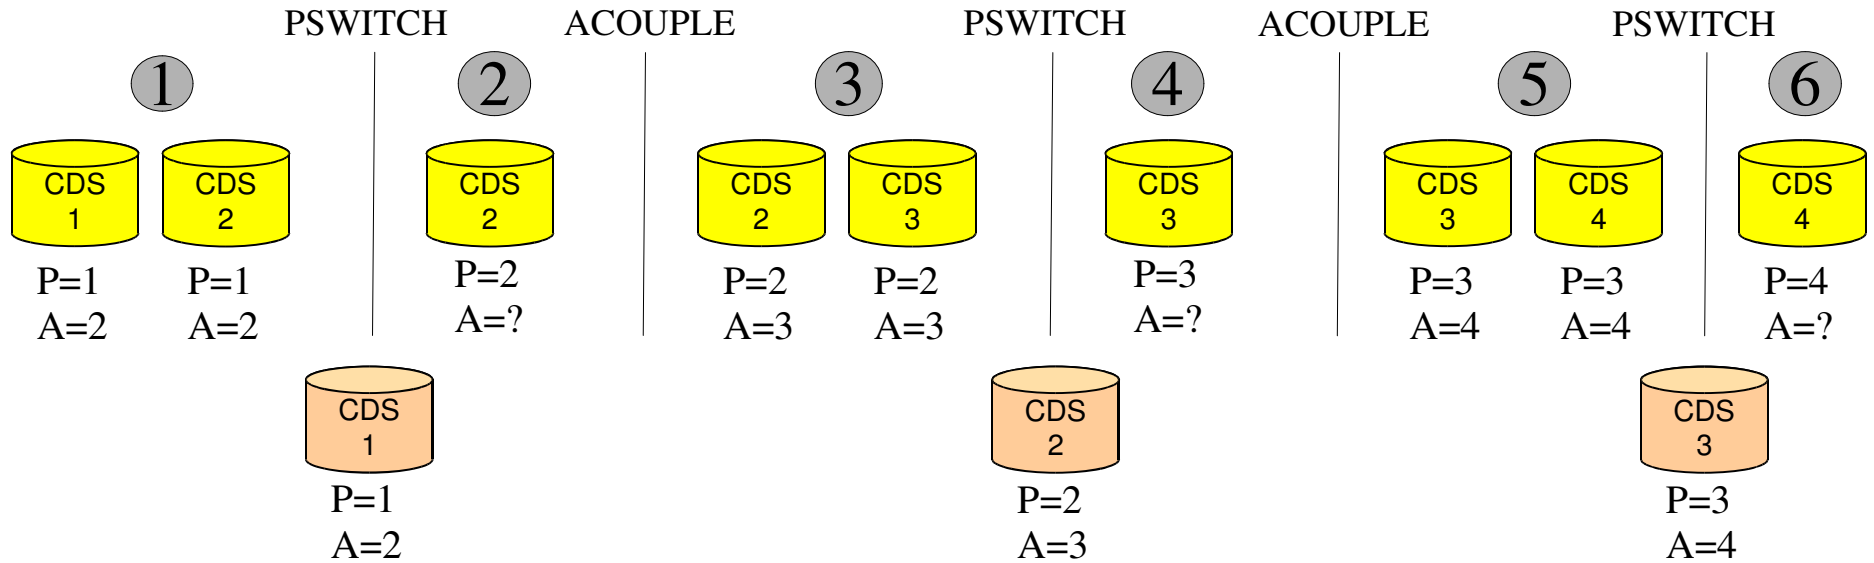 PSWITCH ACOUPLE PSWITCH ACOUPLE PSWITCH
1 2 3 4 5 6
CDS CDS CDS CDS CDS CDS CDS CDS CDS
1 2 2 2 3 3 3 4 4
P=1 P=1 P=2 P=2 P=2 P=3 P=3 P=3 P=4
A=2 A=2 A=? A=3 A=3 A=? A=4 A=4 A=?
CDS CDS CDS
1 2 3
P=1 P=2 P=3
A=2 A=3 A=4